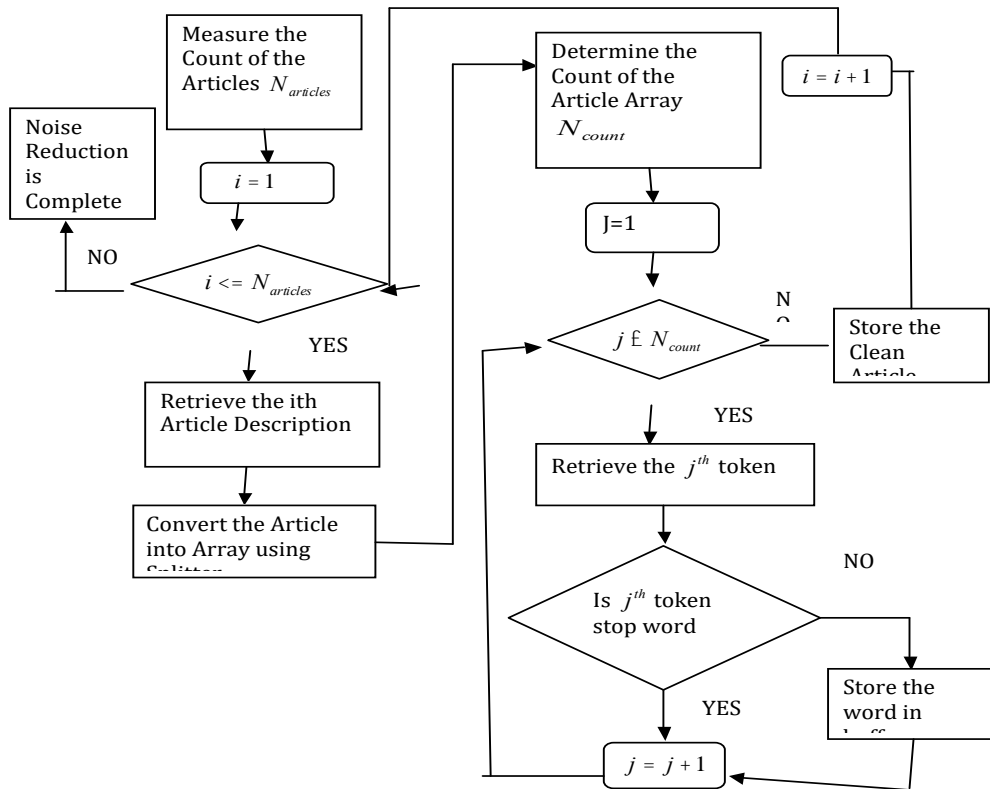 Measure the
Count of the
Articles N_articles
i = 1
Noise
Reduction
is
Complete
NO
i <= N_articles
YES
Retrieve the ith
Article Description
Convert the Article
into Array using
Determine the
Count of the
Article Array
N_count
J=1
j £ N_count
NO
i = i + 1
Store the
Clean
Article
YES
Retrieve the j^th token
Is j^th token
stop word
NO
Store the
word in
YES
j = j + 1